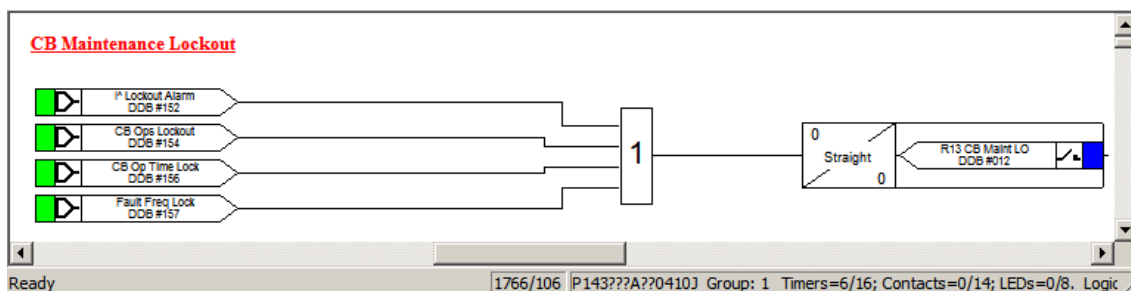 CB Maintenance Lockout
I^ Lockout Alarm
DDB #152
CB Ops Lockout
DDB #154
CB Op Time Lock
DDB #156
Fault Freq Lock
DDB #157
1
0
Straight
0
R13 CB Maint LO
DDB #012
Ready
1766/106
P143???A??0410J Group: 1 Timers=6/16; Contacts=0/14; LEDs=0/8. Logic